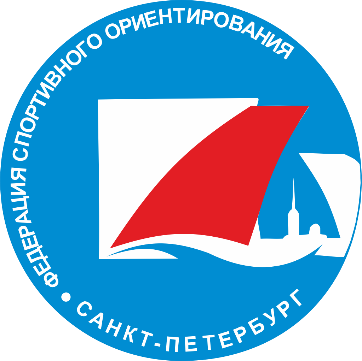 ФЕДЕРАЦИЯ СПОРТИВНОГО ОРИЕНТИРОВАНИЯ
САНКТ-ПЕТЕРБУРГ